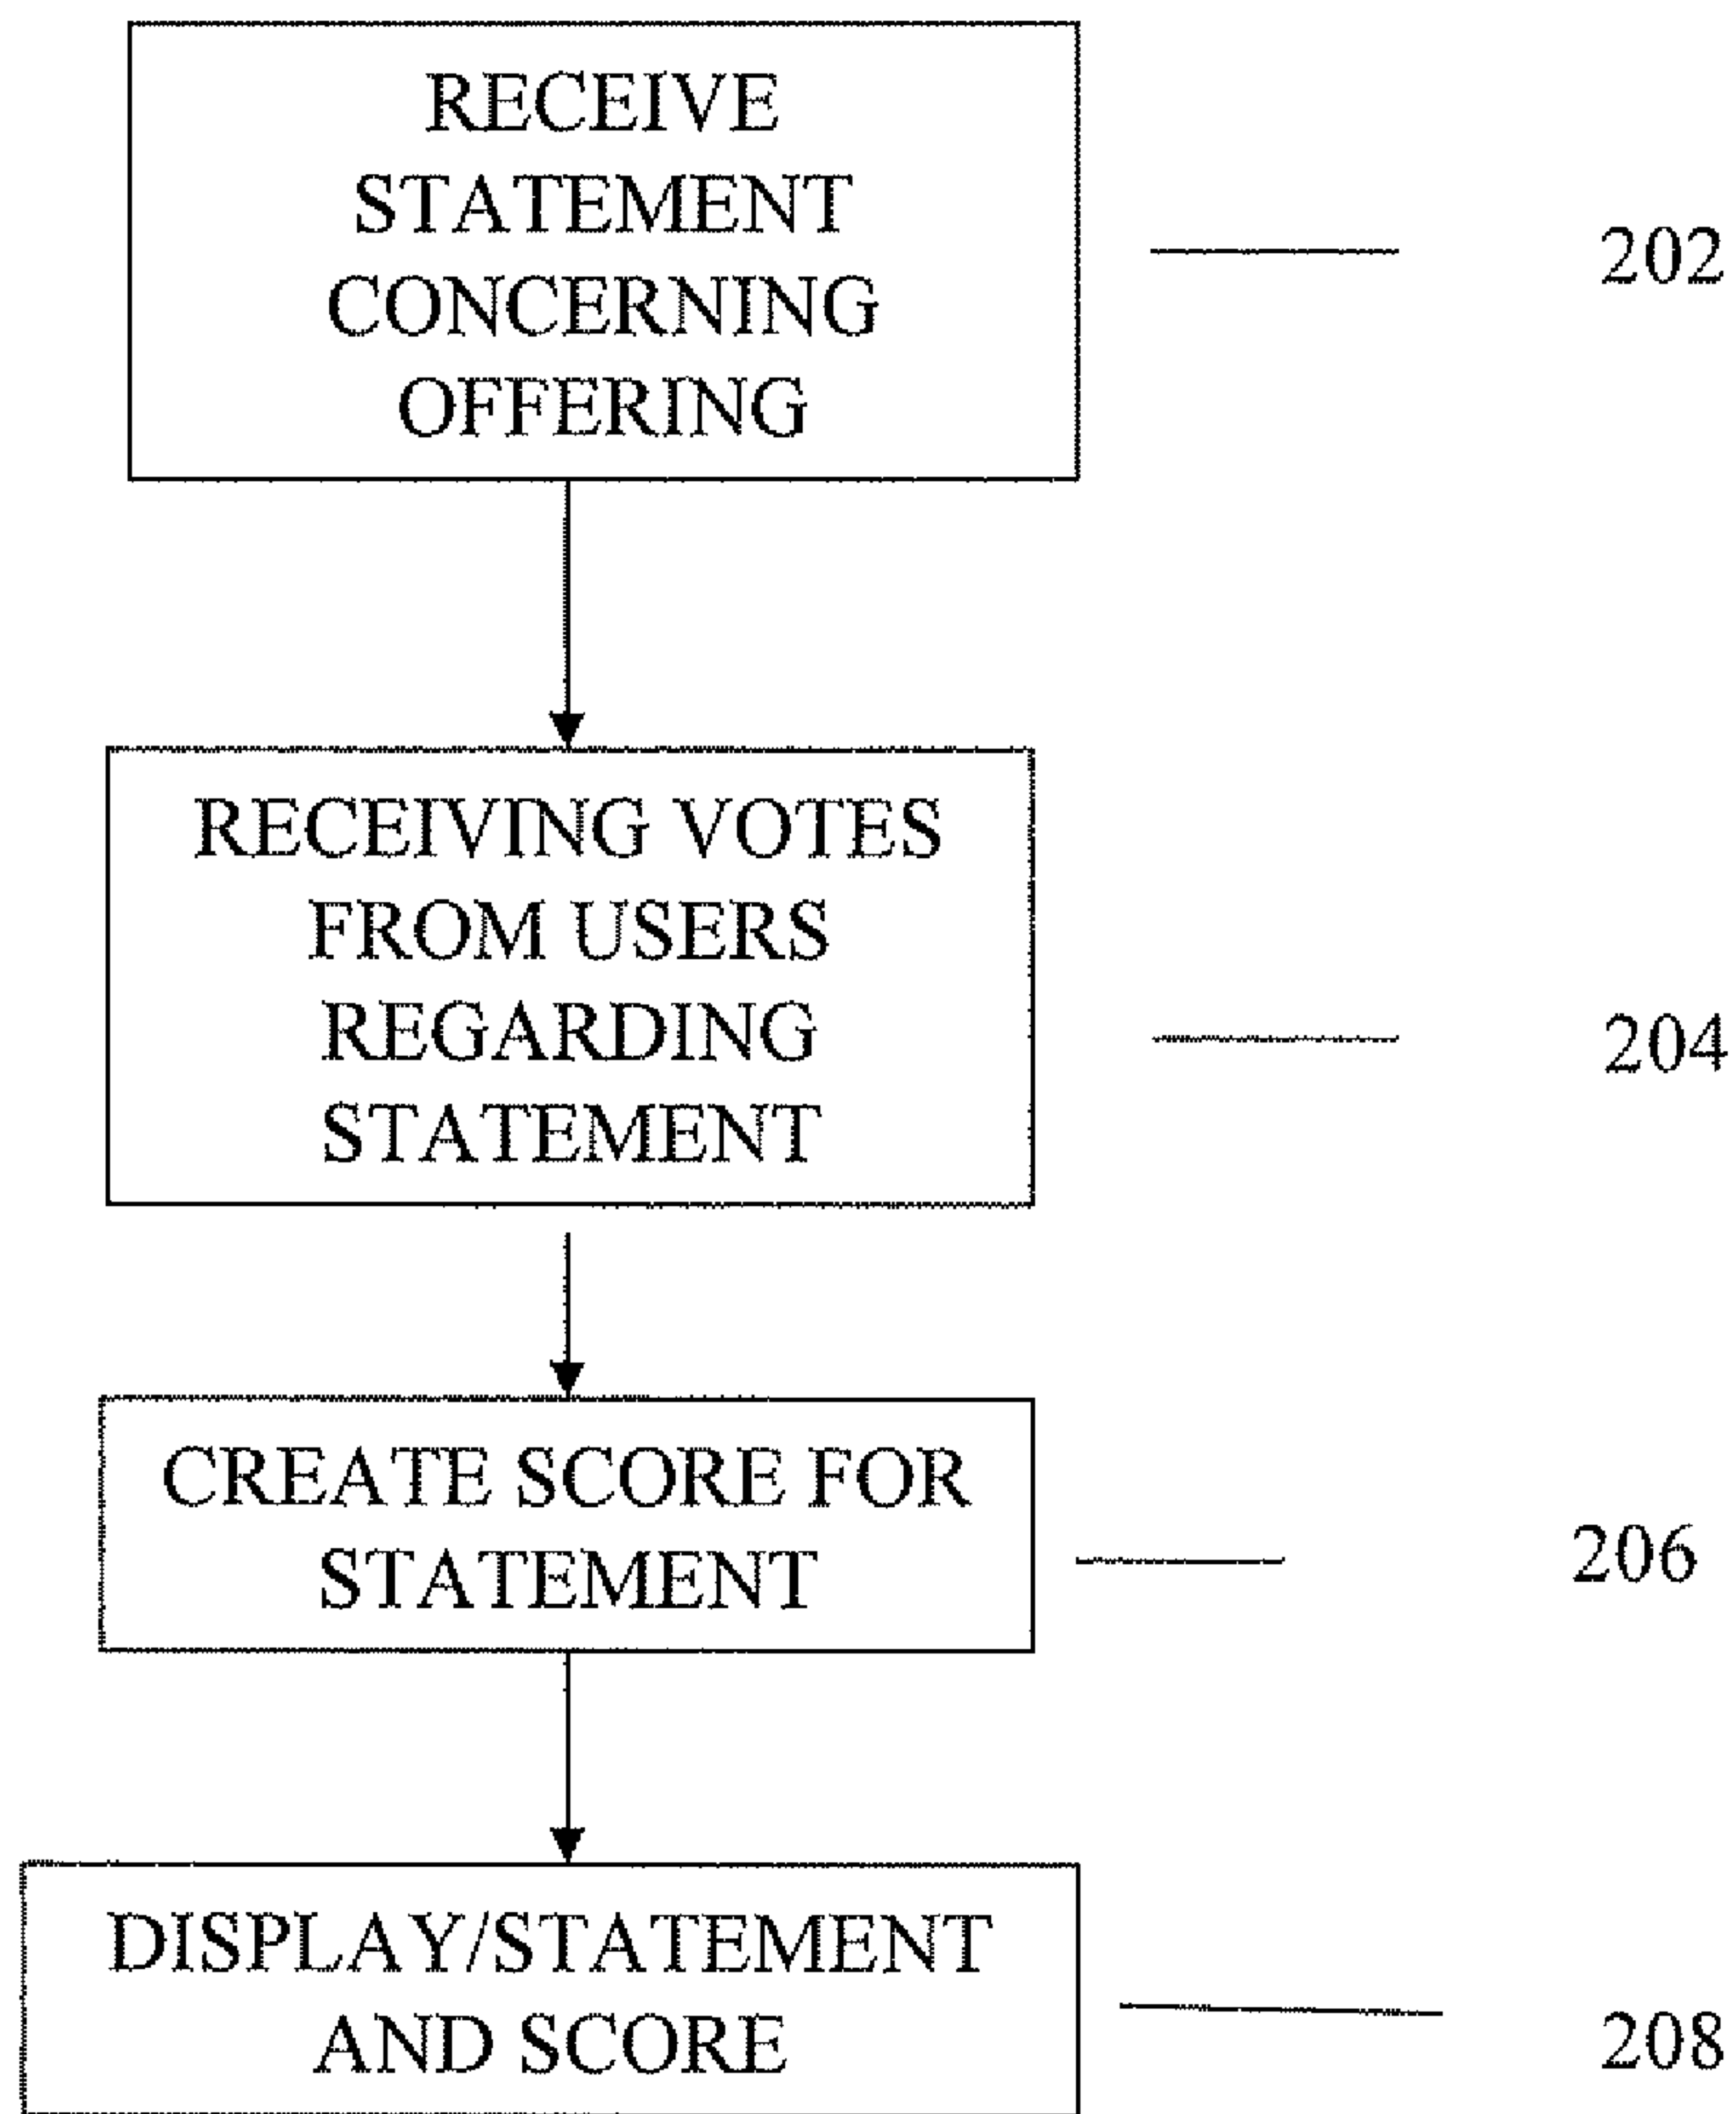 RECEIVE
STATEMENT
CONCERNING
OFFERING
202
RECEIVING VOTES
FROM USERS
REGARDING
STATEMENT
204
CREATE SCORE FOR
STATEMENT
206
DISPLAY/STATEMENT
AND SCORE
208